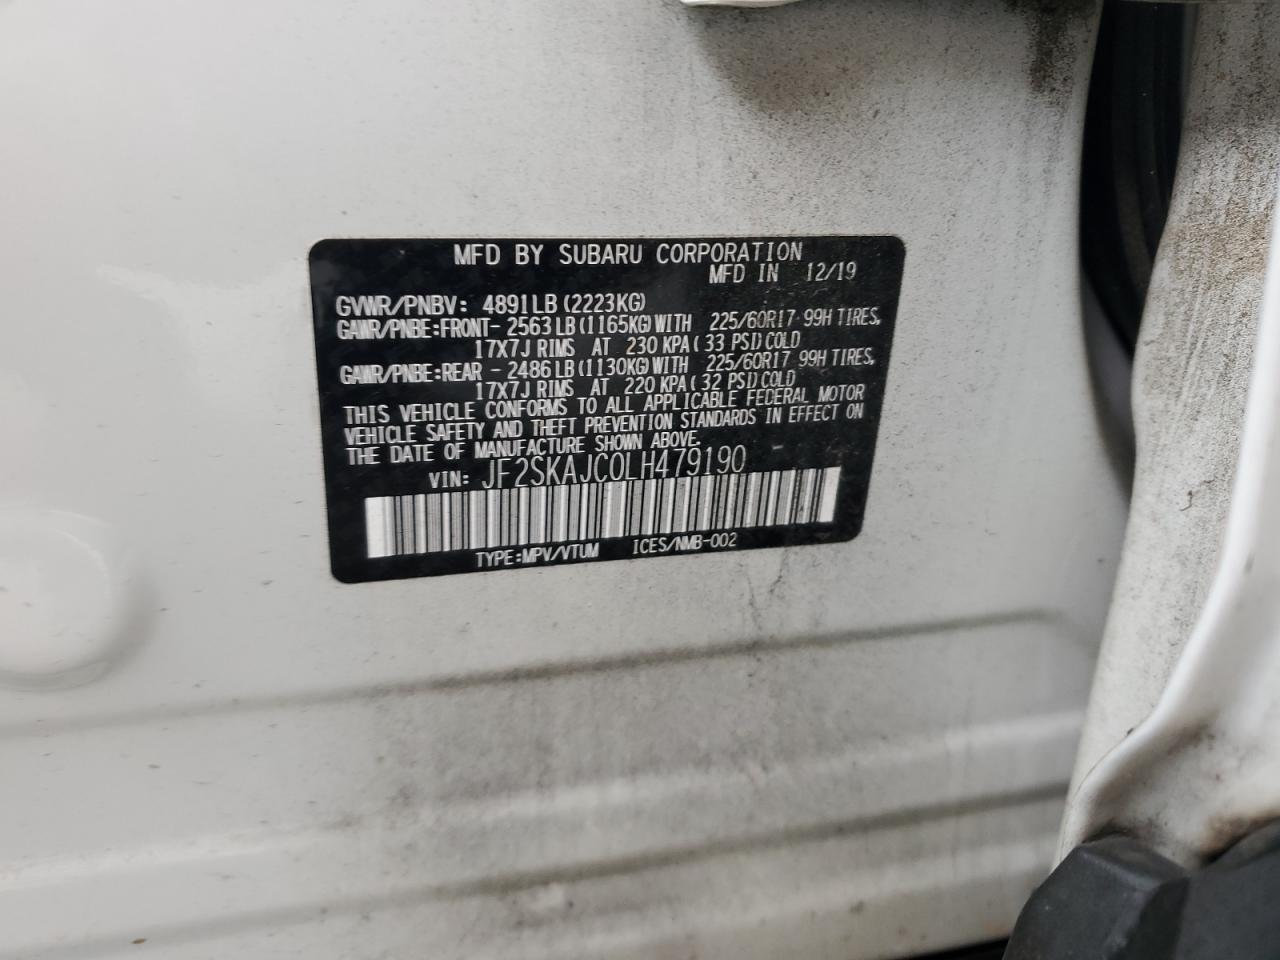 MFD BY SUBARU CORPORATION
MFD IN 12/19
GVWR/PNBV: 4891LB (2223KG)
GAWR/PNBE:FRONT- 2563 LB (1165KG) WITH 225/60R17 99H TIRES,
17X7J RIMS AT 230 KPA ( 33 PSI) COLD
GAWR/PNBE:REAR - 2486 LB (1130KG) WITH 225/60R17 99H TIRES,
17X7J RIMS AT 220 KPA ( 32 PSI) COLD
THIS VEHICLE CONFORMS TO ALL APPLICABLE FEDERAL MOTOR
VEHICLE SAFETY AND THEFT PREVENTION STANDARDS IN EFFECT ON
THE DATE OF MANUFACTURE SHOWN ABOVE.
VIN: JF2SKAJC0LH479190
TYPE:MPV/VTUM ICES/NMB-002